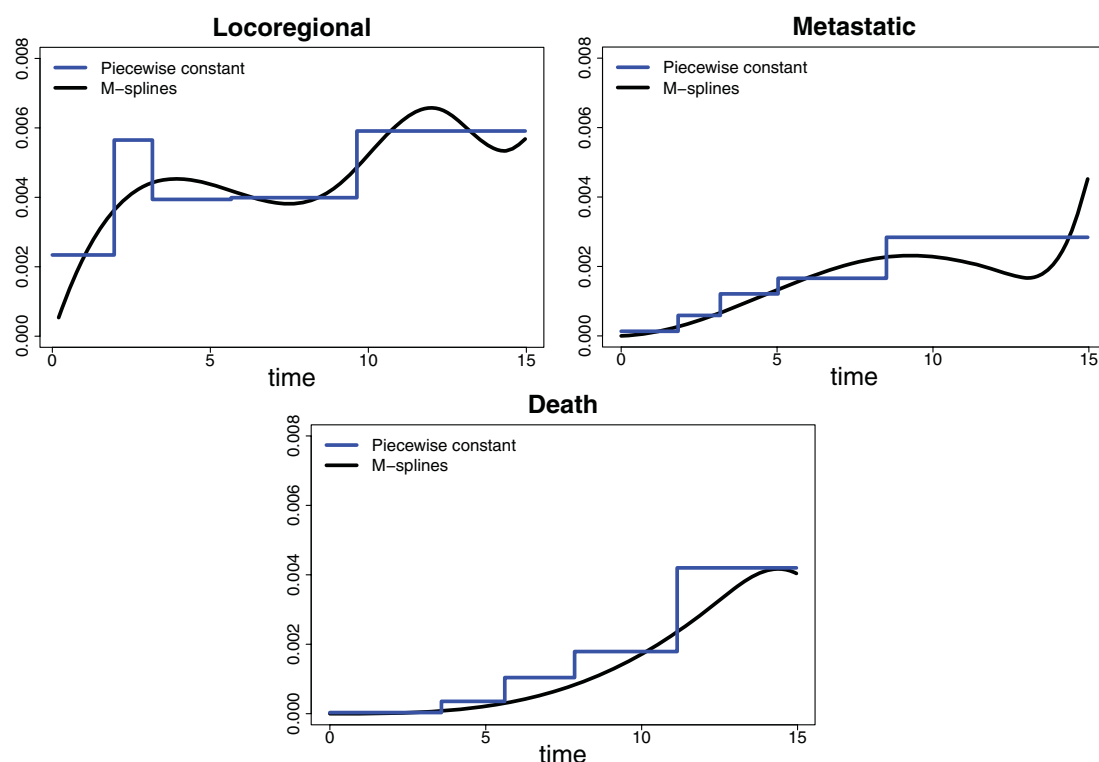 Locoregional
Piecewise constant
M−splines
0.008
0.006
0.004
0.002
0.000
0 5 10 15
time
Metastatic
Piecewise constant
M−splines
0.008
0.006
0.004
0.002
0.000
0 5 10 15
time
Death
Piecewise constant
M−splines
0.008
0.006
0.004
0.002
0.000
0 5 10 15
time